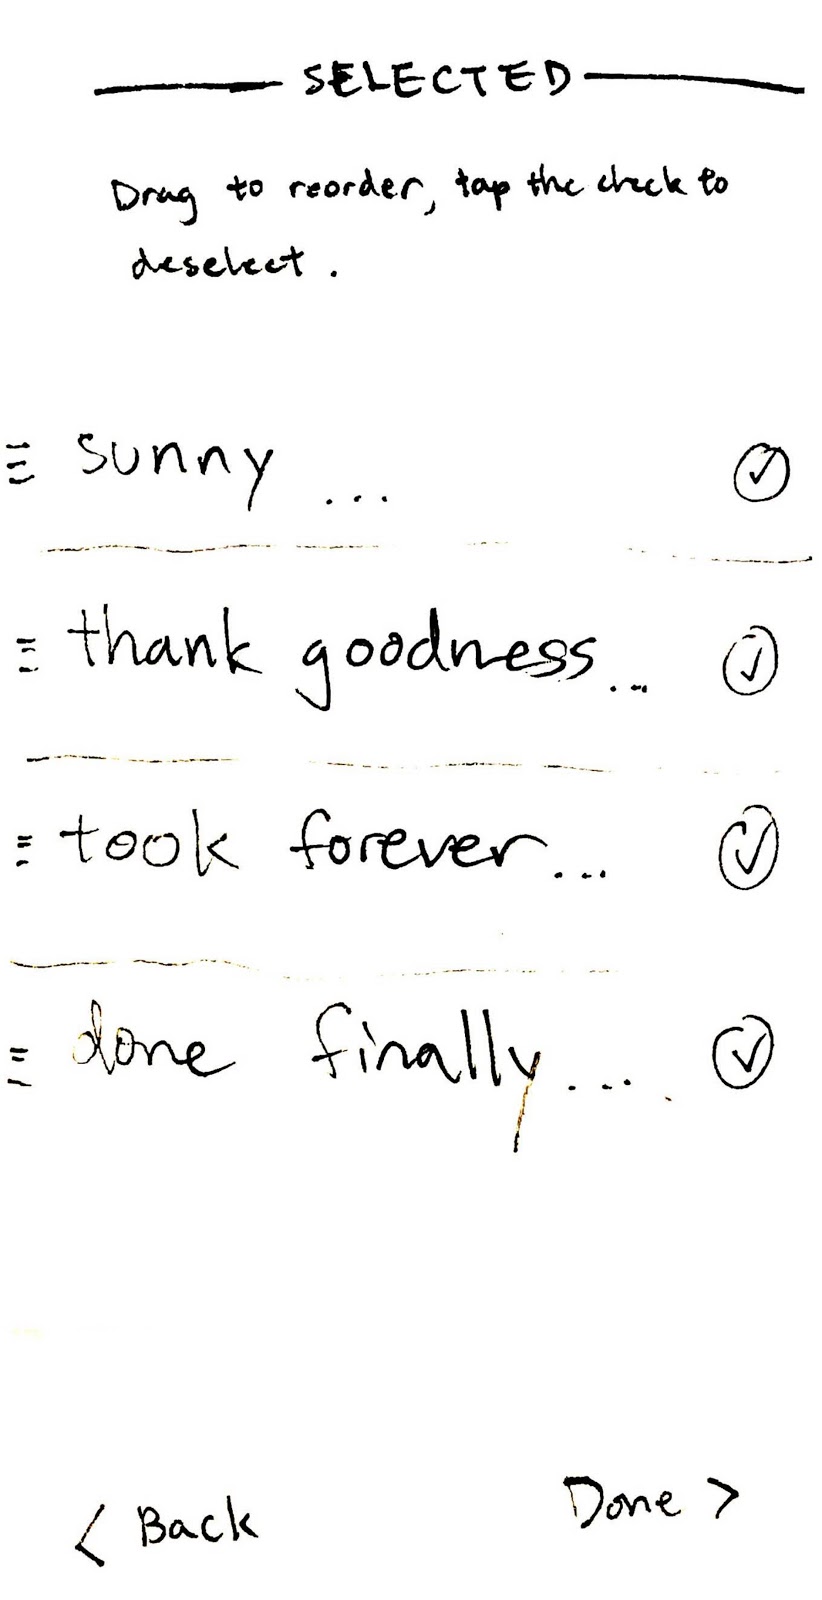 SELECTED
Drag to reorder, tap the check to
deselect.
sunny ...
thank goodness...
took forever...
done finally....
< Back
Done >